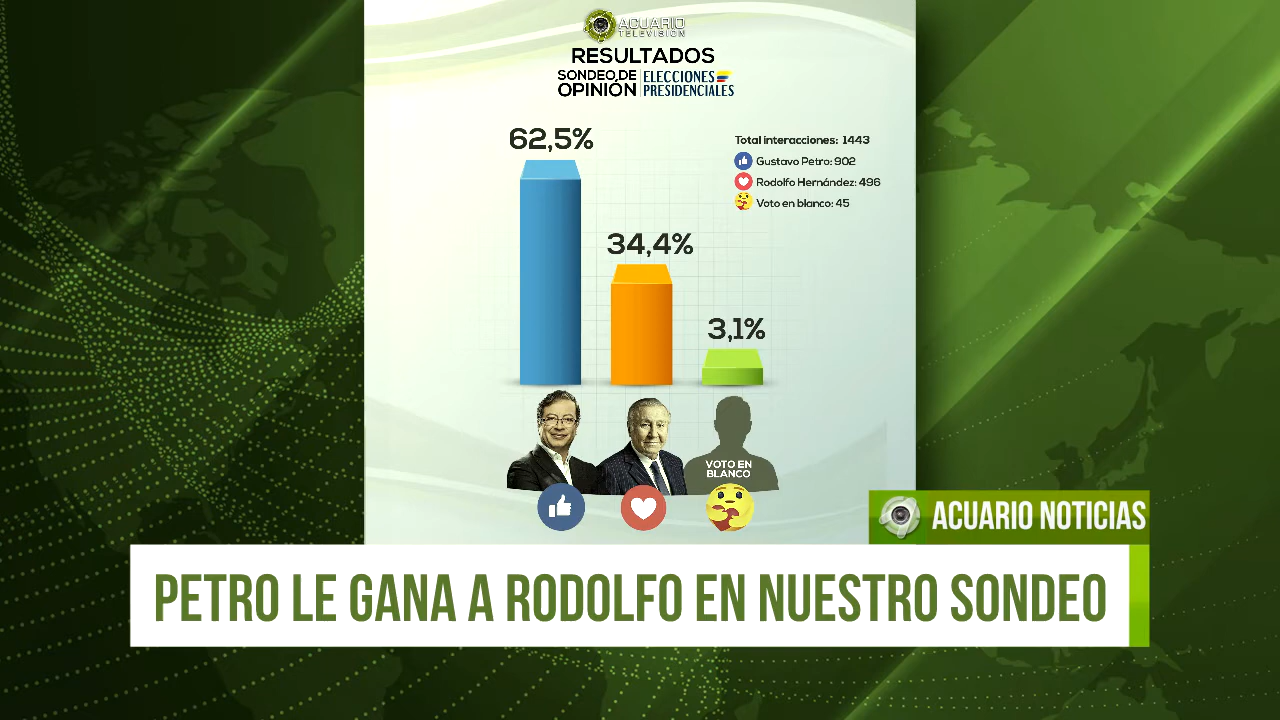 ACUARIO
TELEVISIÓN
RESULTADOS
SONDEO DE
OPINIÓN
ELECCIONES
PRESIDENCIALES
62,5%
34,4%
3,1%
Total interacciones: 1443
Gustavo Petro: 902
Rodolfo Hernández: 496
Voto en blanco: 45
VOTO EN
BLANCO
ACUARIO NOTICIAS
PETRO LE GANA A RODOLFO EN NUESTRO SONDEO